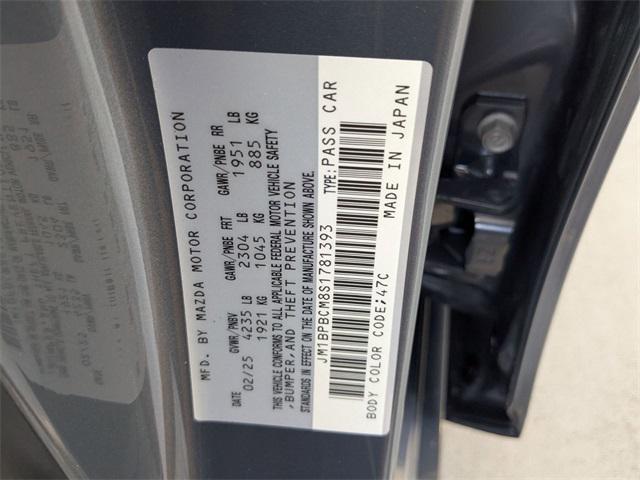 MFD. BY MAZDA MOTOR CORPORATION
DATE GVWR/PNBV GAWR/PNBE FRT GAWR/PNBE RR
02/25 4235 LB 2304 LB 1951 LB
1921 KG 1045 KG 885 KG
THIS VEHICLE CONFORMS TO ALL APPLICABLE FEDERAL MOTOR VEHICLE SAFETY
,BUMPER,AND THEFT PREVENTION
STANDARDS IN EFFECT ON THE DATE OF MANUFACTURE SHOWN ABOVE.
JM1BPBCM8S1781393 TYPE:PASS CAR
BODY COLOR CODE;47C MADE IN JAPAN